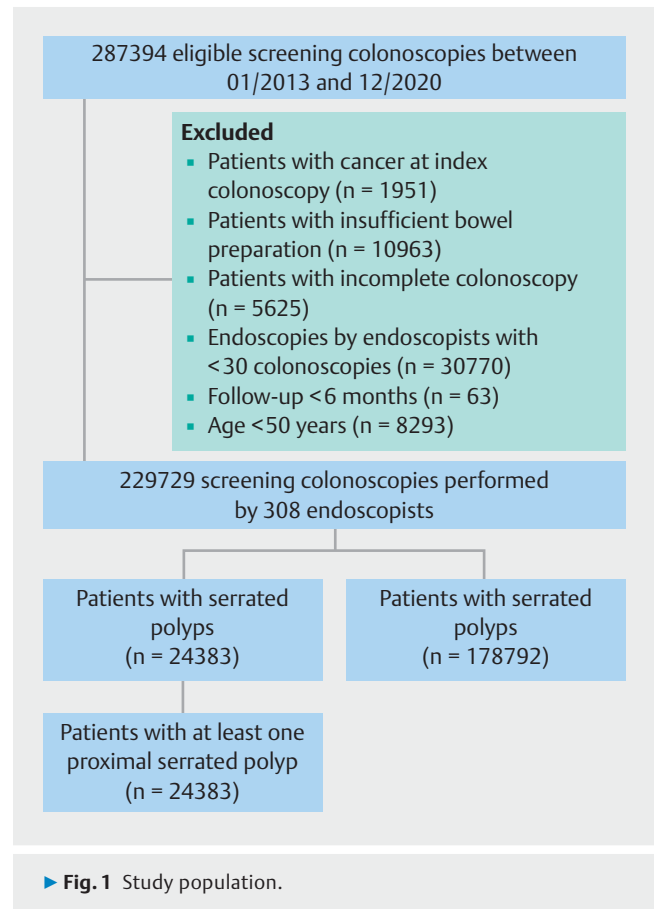 287394 eligible screening colonoscopies between
01/2013 and 12/2020
Excluded
▪ Patients with cancer at index
colonoscopy (n = 1951)
▪ Patients with insufficient bowel
preparation (n = 10963)
▪ Patients with incomplete colonoscopy
(n = 5625)
▪ Endoscopies by endoscopists with
<30 colonoscopies (n = 30770)
▪ Follow-up <6 months (n = 63)
▪ Age <50 years (n = 8293)
229729 screening colonoscopies performed
by 308 endoscopists
Patients with serrated
polyps
(n = 24383)
Patients with serrated
polyps
(n = 178792)
Patients with at least one
proximal serrated polyp
(n = 24383)
▶ Fig. 1 Study population.